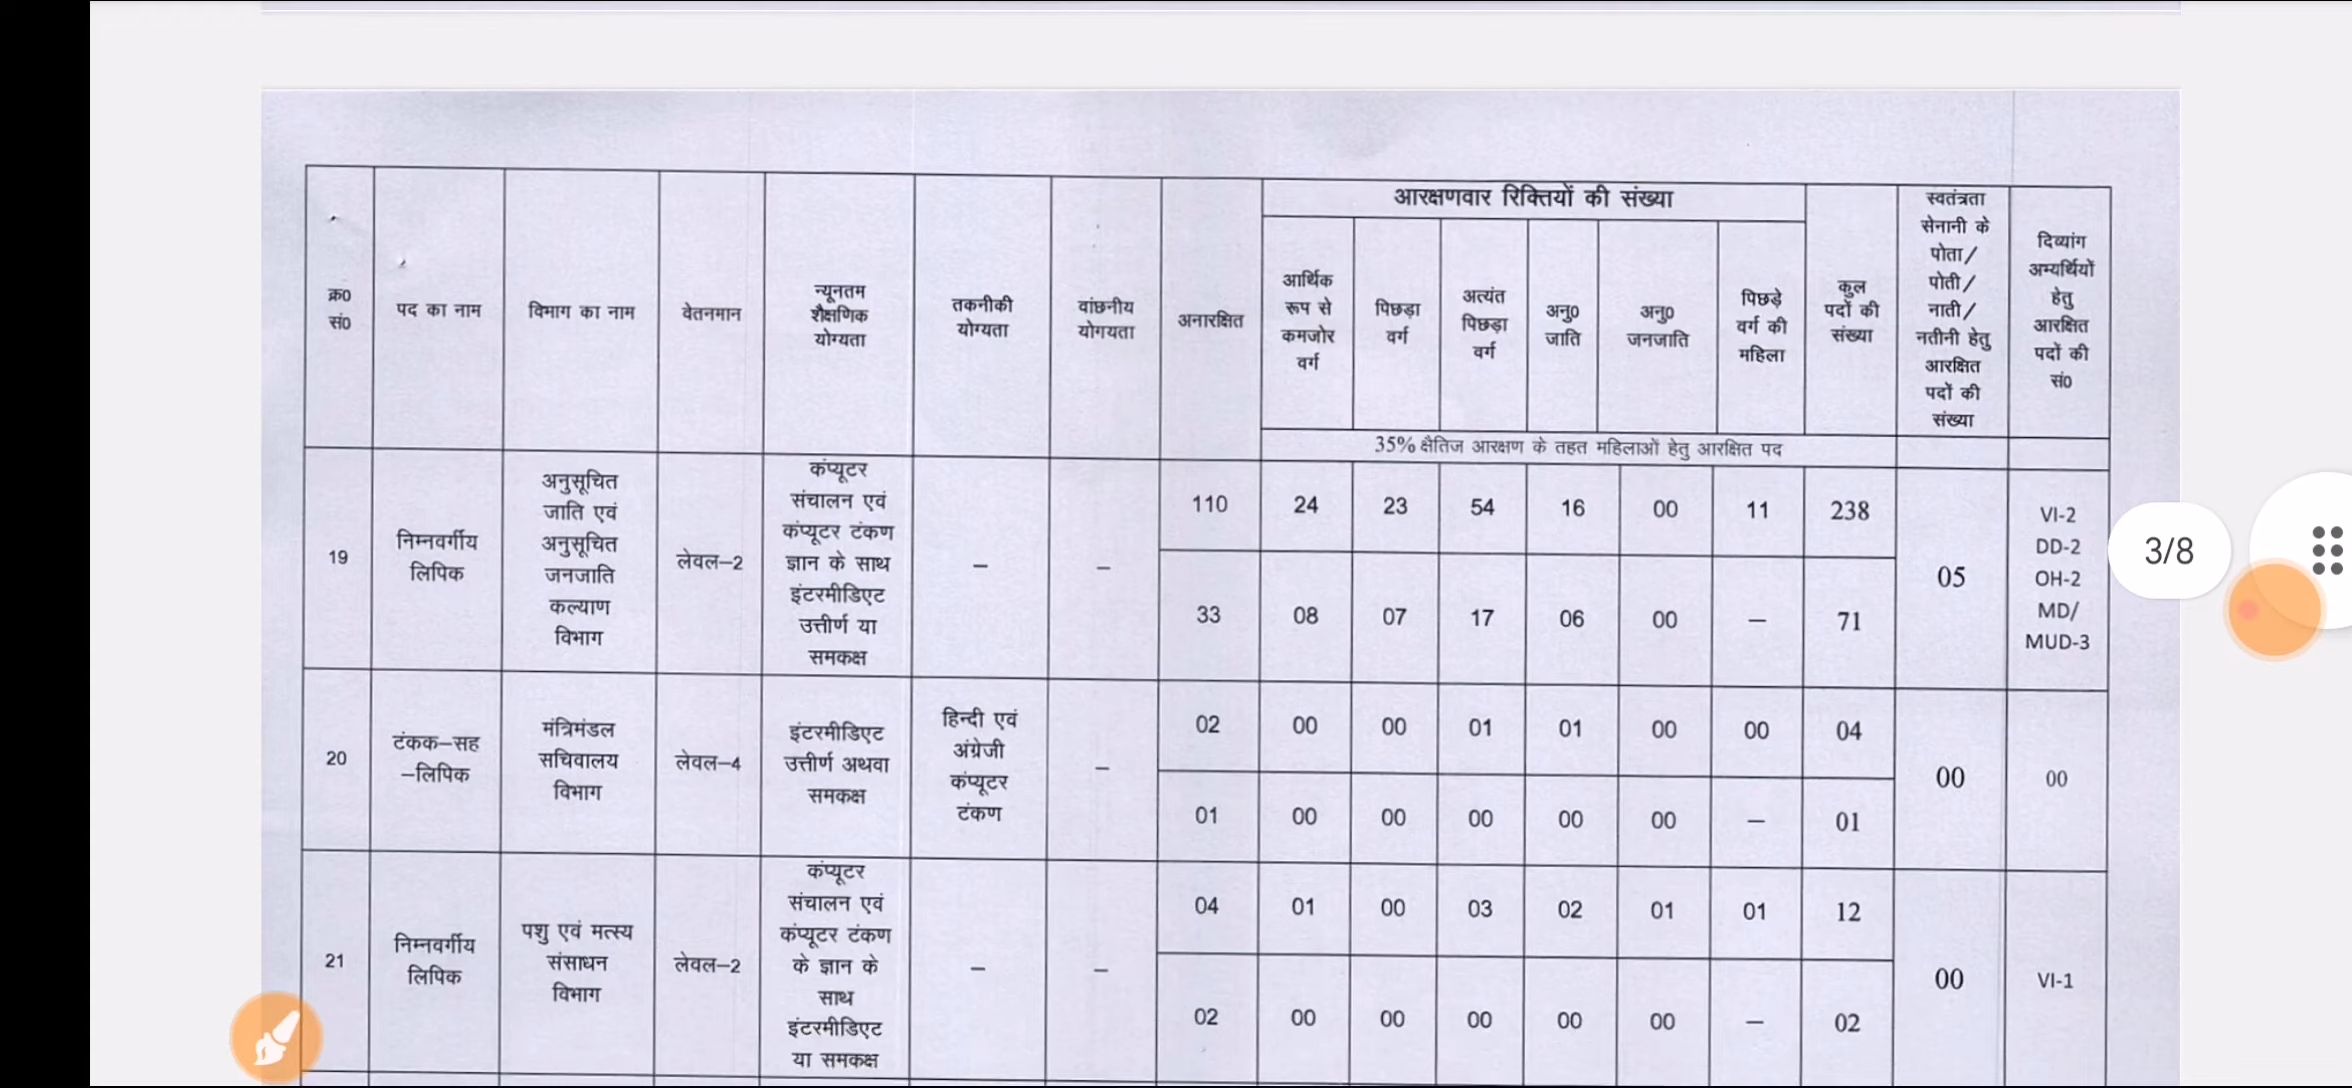 आरक्षणवार रिक्तियों की संख्या
क्र0
सं0
पद का नाम
विभाग का नाम
वेतनमान
न्यूनतम
शैक्षणिक
योग्यता
तकनीकी
योग्यता
वांछनीय
योगयता
अनारक्षित
आर्थिक
रूप से
कमजोर
वर्ग
पिछड़ा
वर्ग
अत्यंत
पिछड़ा
वर्ग
अनु0
जाति
अनु0
जनजाति
पिछड़े
वर्ग की
महिला
कुल
पदों की
संख्या
स्वतंत्रता
सेनानी के
पोता/
पोती/
नाती/
नतीनी हेतु
आरक्षित
पदों की
संख्या
दिव्यांग
अभ्यर्थियों
हेतु
आरक्षित
पदों की
सं0
35% क्षैतिज आरक्षण के तहत महिलाओं हेतु आरक्षित पद
19
निम्नवर्गीय
लिपिक
अनुसूचित
जाति एवं
अनुसूचित
जनजाति
कल्याण
विभाग
लेवल–2
कंप्यूटर
संचालन एवं
कंप्यूटर टंकण
ज्ञान के साथ
इंटरमीडिएट
उत्तीर्ण या
समकक्ष
–
–
110 24 23 54 16 00 11 238
33 08 07 17 06 00 – 71
05
VI-2
DD-2
OH-2
MD/
MUD-3
20
टंकक–सह
–लिपिक
मंत्रिमंडल
सचिवालय
विभाग
लेवल–4
इंटरमीडिएट
उत्तीर्ण अथवा
समकक्ष
हिन्दी एवं
अंग्रेजी
कंप्यूटर
टंकण
–
02 00 00 01 01 00 00 04
01 00 00 00 00 00 – 01
00
00
21
निम्नवर्गीय
लिपिक
पशु एवं मत्स्य
संसाधन
विभाग
लेवल–2
कंप्यूटर
संचालन एवं
कंप्यूटर टंकण
के ज्ञान के
साथ
इंटरमीडिएट
या समकक्ष
–
–
04 01 00 03 02 01 01 12
02 00 00 00 00 00 – 02
00
VI-1
3/8